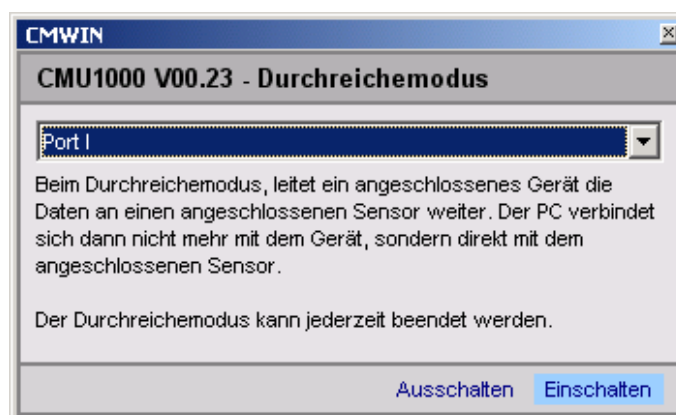 CMWIN
CMU1000 V00.23 - Durchreichemodus
Port I
Beim Durchreichemodus, leitet ein angeschlossenes Gerät die
Daten an einen angeschlossenen Sensor weiter. Der PC verbindet
sich dann nicht mehr mit dem Gerät, sondern direkt mit dem
angeschlossenen Sensor.
Der Durchreichemodus kann jederzeit beendet werden.
Ausschalten Einschalten